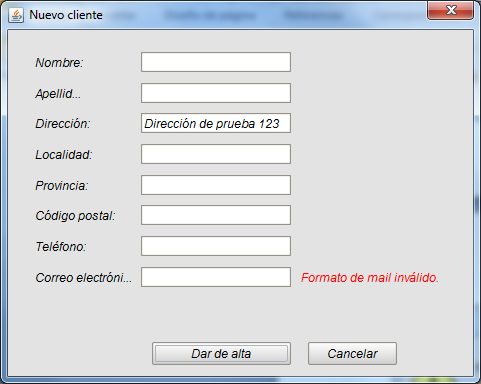 Nuevo cliente
Nombre:
Apellid...
Dirección: Dirección de prueba 123
Localidad:
Provincia:
Código postal:
Teléfono:
Correo electróni... Formato de mail inválido.
Dar de alta Cancelar